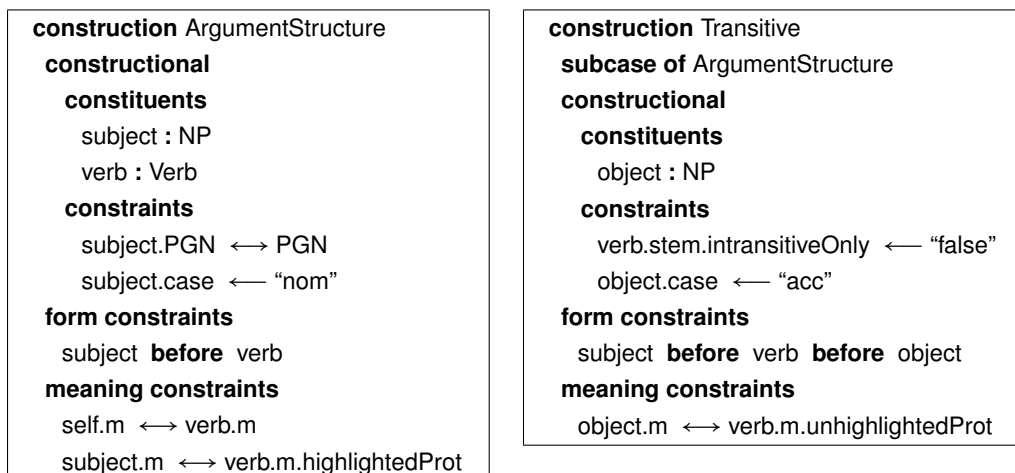 construction ArgumentStructure
constructional
constituents
subject : NP
verb : Verb
constraints
subject.PGN ⟷ PGN
subject.case ⟵ “nom”
form constraints
subject before verb
meaning constraints
self.m ⟷ verb.m
subject.m ⟷ verb.m.highlightedProt
construction Transitive
subcase of ArgumentStructure
constructional
constituents
object : NP
constraints
verb.stem.intransitiveOnly ⟵ “false”
object.case ⟵ “acc”
form constraints
subject before verb before object
meaning constraints
object.m ⟷ verb.m.unhighlightedProt